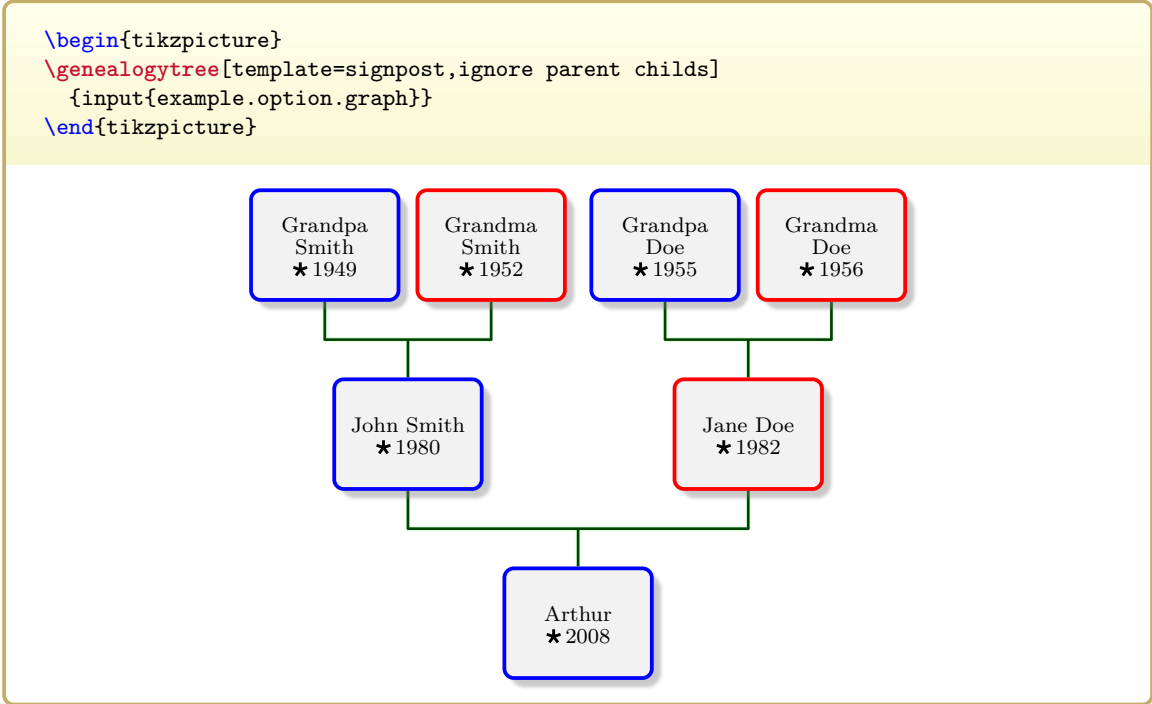 \begin{tikzpicture}
\genealogytree[template=signpost,ignore parent childs]
{input{example.option.graph}}
\end{tikzpicture}
Grandpa
Smith
★1949
Grandma
Smith
★1952
Grandpa
Doe
★1955
Grandma
Doe
★1956
John Smith
★1980
Jane Doe
★1982
Arthur
★2008